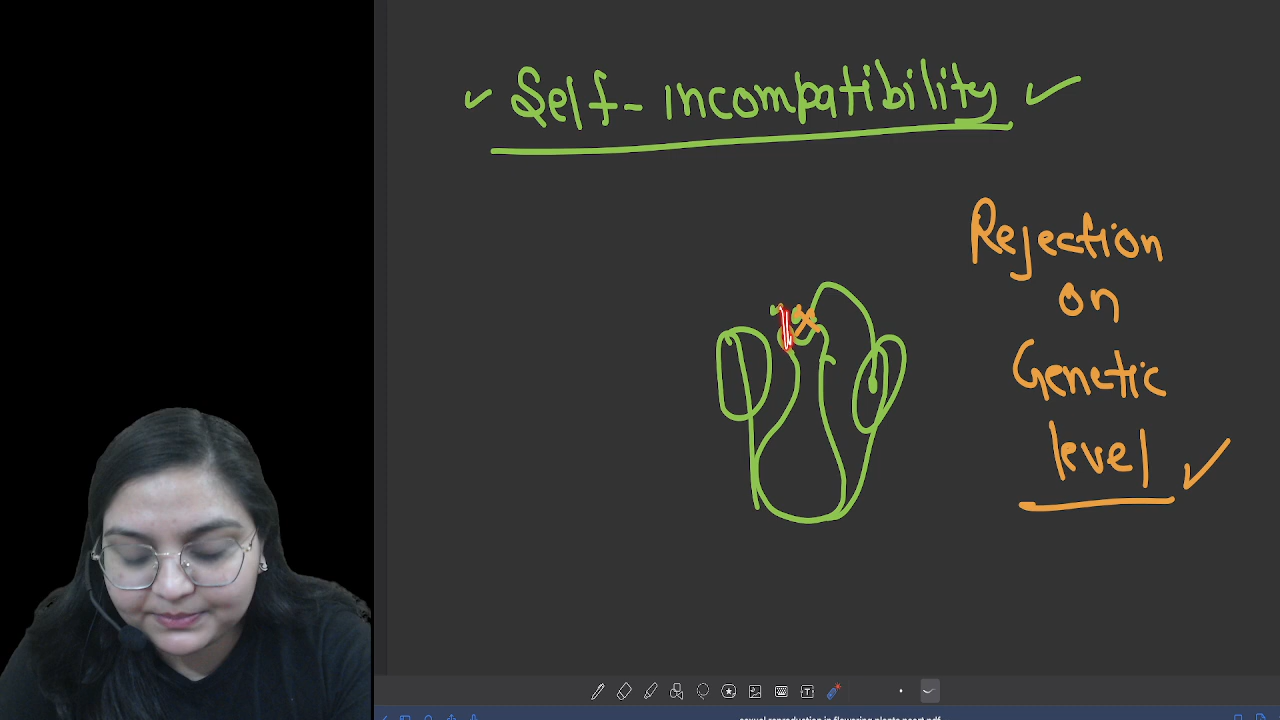 Self-incompatibility
Rejection
on
Genetic
level